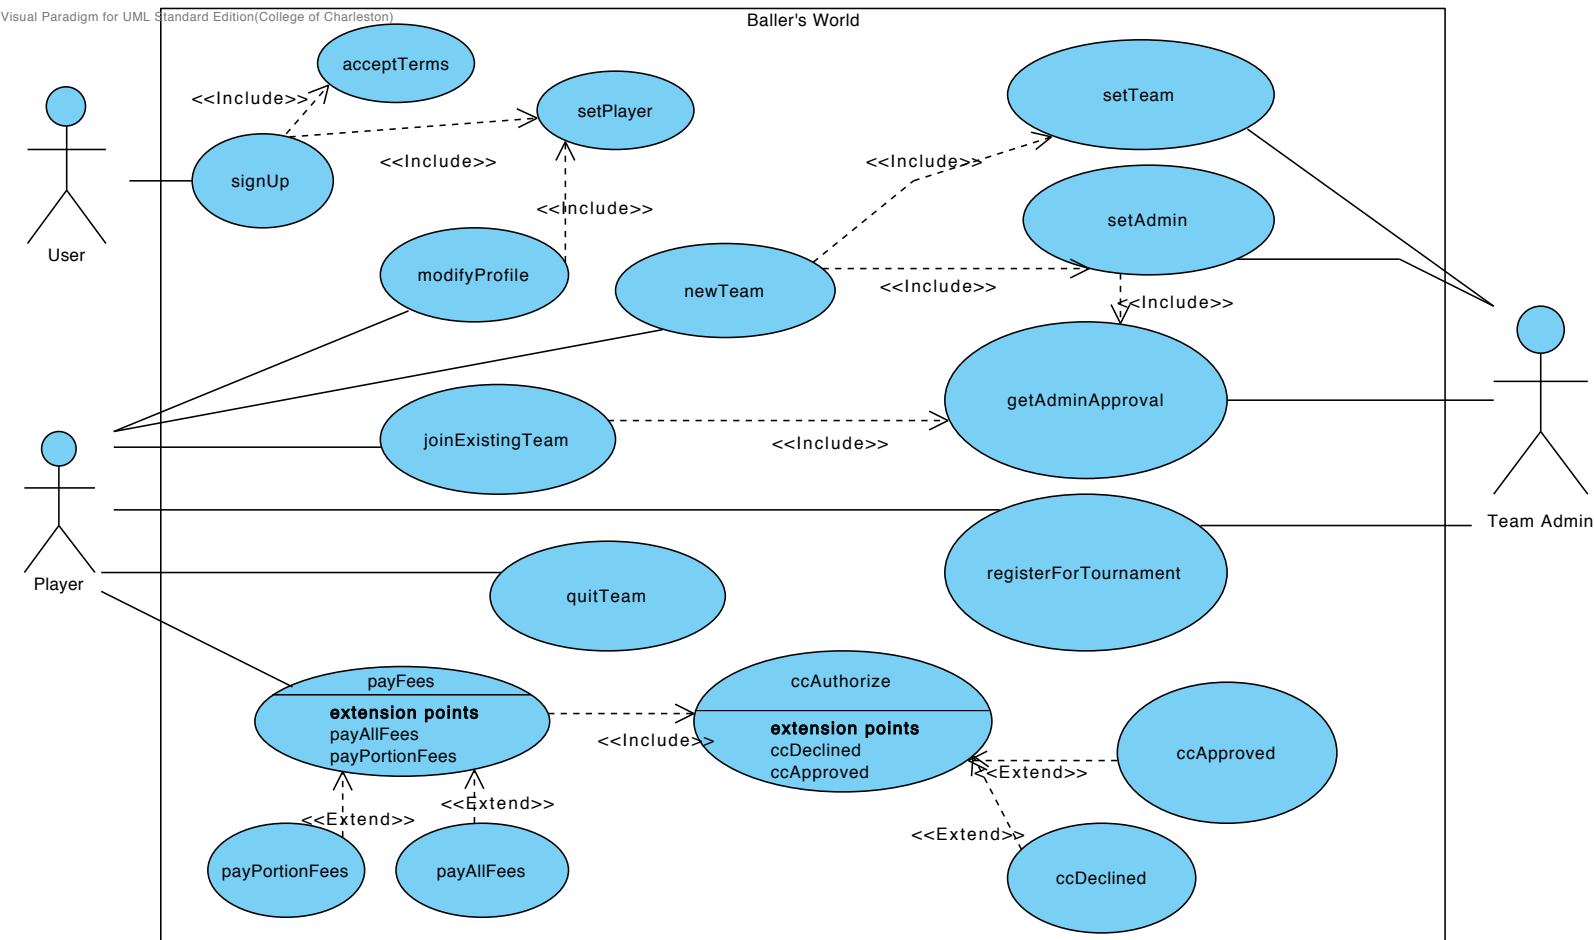 Visual Paradigm for UML Standard Edition(College of Charleston)
Baller's World
acceptTerms
<<Include>>
setPlayer
setTeam
<<Include>>
<<Include>>
signUp
<<Include>>
setAdmin
User
modifyProfile
newTeam
<<Include>>
<<Include>>
getAdminApproval
joinExistingTeam
<<Include>>
Team Admin
registerForTournament
Player
quitTeam
payFees
extension points
payAllFees
payPortionFees
<<Include>>
ccAuthorize
extension points
ccDeclined
ccApproved
ccApproved
<<Extend>>
<<Extend>>
<<Extend>>
<<Extend>>
payPortionFees
payAllFees
ccDeclined